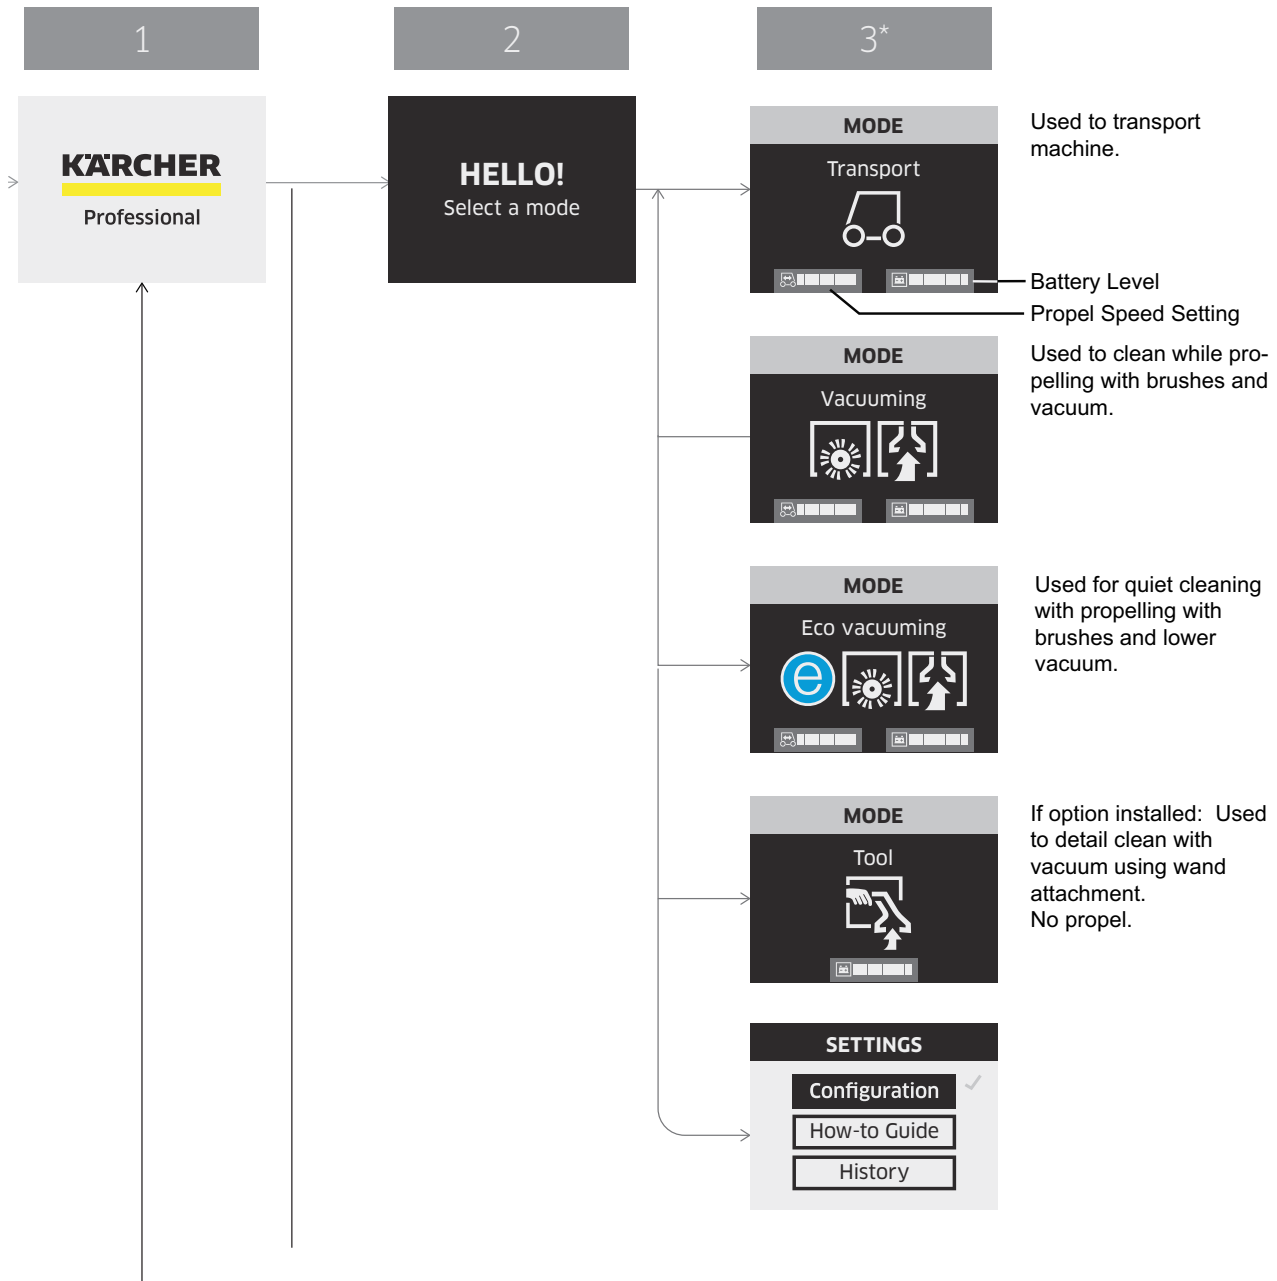 1
2
3*
KÄRCHER
Professional
HELLO!
Select a mode
MODE
Transport
Used to transport
machine.
Battery Level
Propel Speed Setting
MODE
Vacuuming
Used to clean while pro-
pelling with brushes and
vacuum.
MODE
Eco vacuuming
e
Used for quiet cleaning
with propelling with
brushes and lower
vacuum.
MODE
Tool
If option installed: Used
to detail clean with
vacuum using wand
attachment.
No propel.
SETTINGS
Configuration
How-to Guide
History